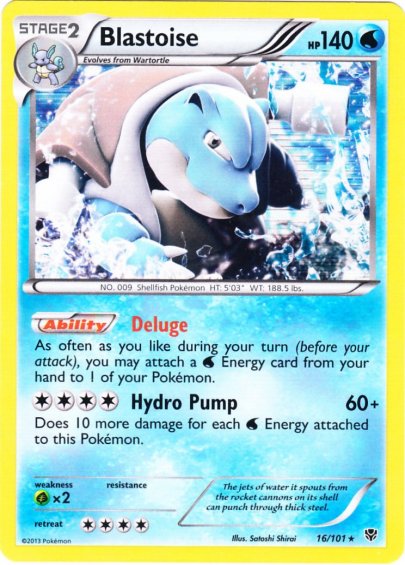 STAGE2
Blastoise
HP140
Evolves from Wartortle
NO. 009 Shellfish Pokémon HT: 5'03" WT: 188.5 lbs.
Ability Deluge
As often as you like during your turn (before your
attack), you may attach a Energy card from your
hand to 1 of your Pokémon.
Hydro Pump 60+
Does 10 more damage for each Energy attached
to this Pokémon.
weakness resistance
×2
retreat
The jets of water it spouts from
the rocket cannons on its shell
can punch through thick steel.
©2013 Pokémon
Illus. Satoshi Shirai
16/101 ★